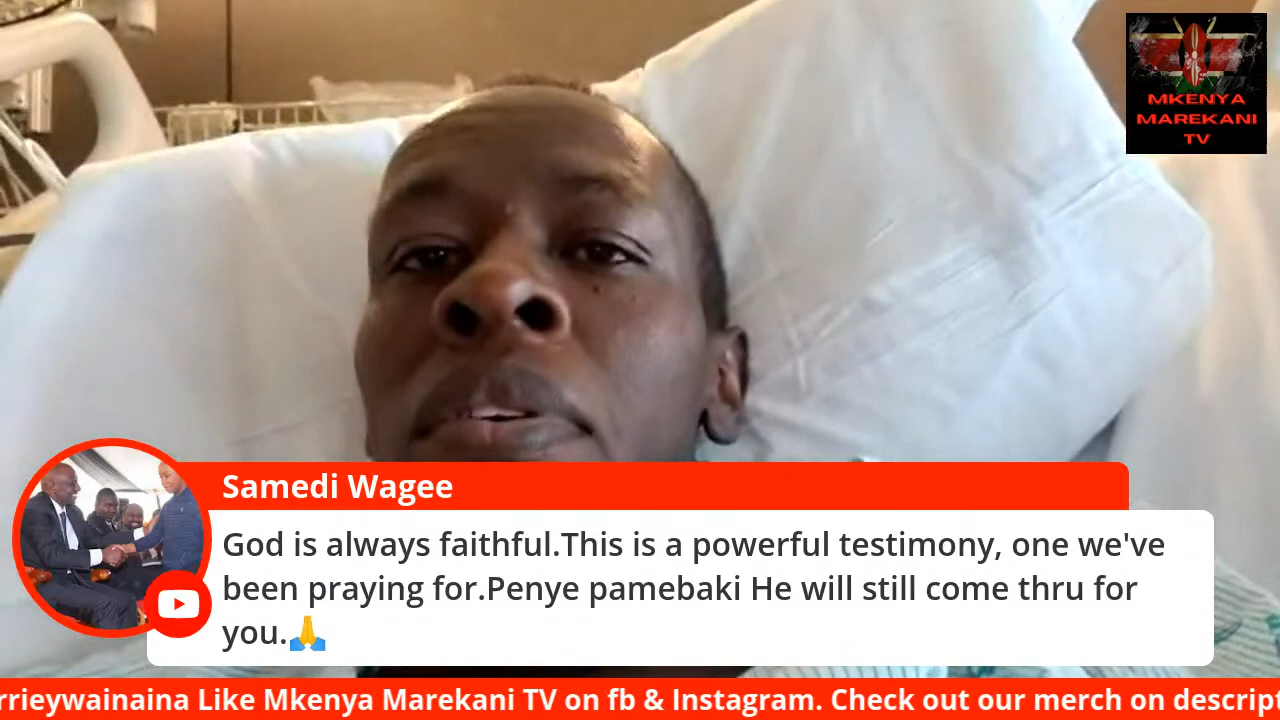 MKENYA
MAREKANI
TV
Samedi Wagee
God is always faithful.This is a powerful testimony, one we've
been praying for.Penye pamebaki He will still come thru for
you.🙏
rrieywainaina Like Mkenya Marekani TV on fb & Instagram. Check out our merch on descript